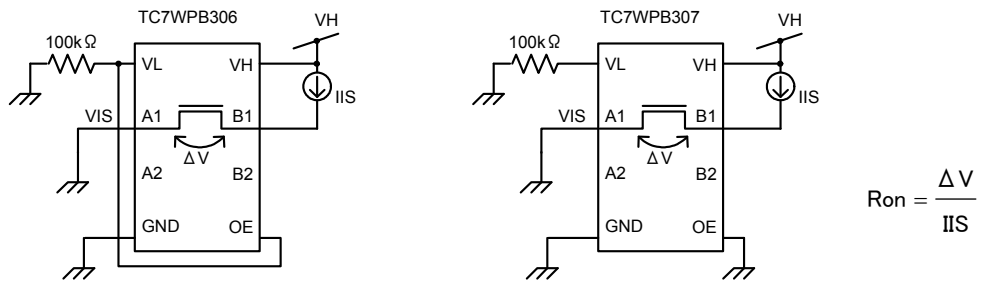 TC7WPB306
VH
100kΩ
VL
VH
IIS
VIS
A1
B1
ΔV
A2
B2
GND
OE
TC7WPB307
VH
100kΩ
VL
VH
IIS
VIS
A1
B1
ΔV
A2
B2
GND
OE
Ron = ΔV / IIS